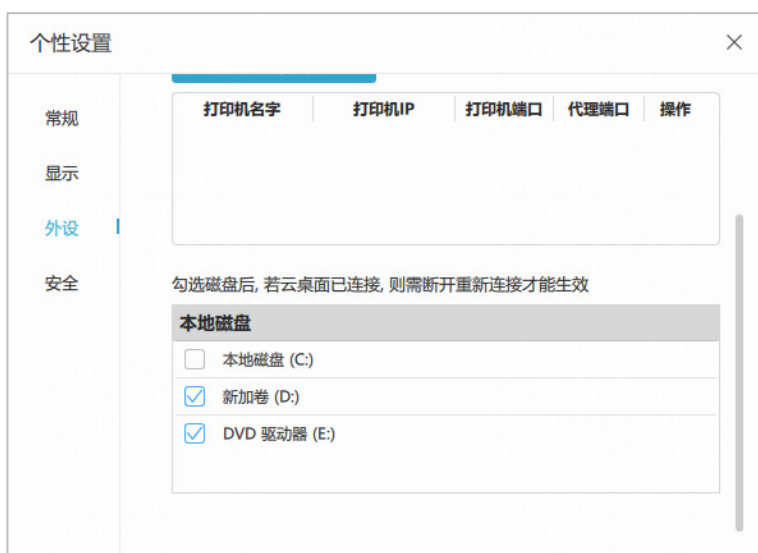 个性设置
常规
显示
外设
安全
打印机名字 打印机IP 打印机端口 代理端口 操作
勾选磁盘后, 若云桌面已连接, 则需断开重新连接才能生效
本地磁盘
本地磁盘 (C:)
新加卷 (D:)
DVD 驱动器 (E:)